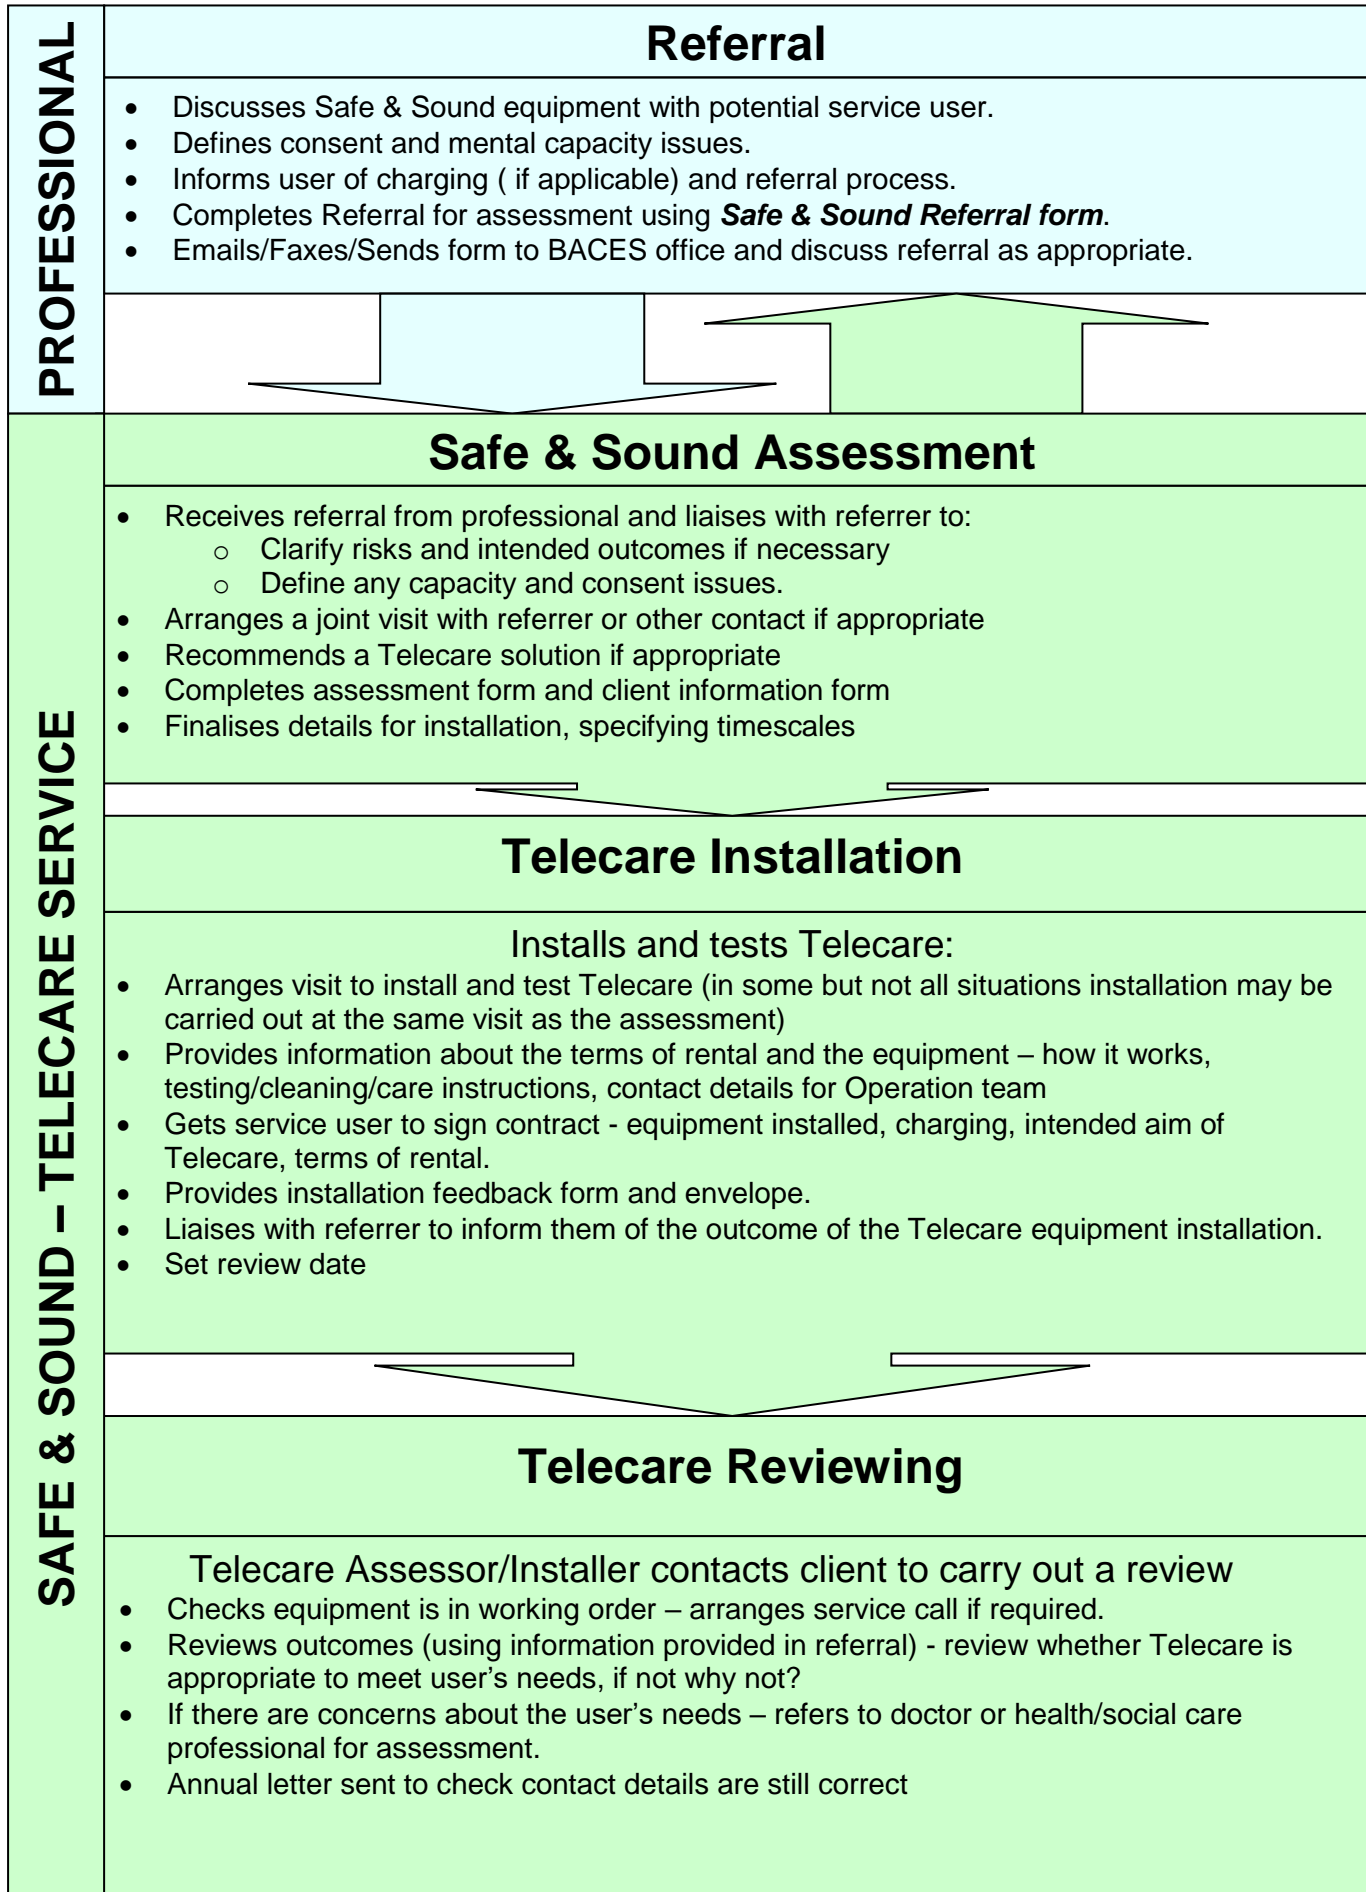 PROFESSIONAL
Referral
• Discusses Safe & Sound equipment with potential service user.
• Defines consent and mental capacity issues.
• Informs user of charging ( if applicable) and referral process.
• Completes Referral for assessment using Safe & Sound Referral form.
• Emails/Faxes/Sends form to BACES office and discuss referral as appropriate.
SAFE & SOUND – TELECARE SERVICE
Safe & Sound Assessment
• Receives referral from professional and liaises with referrer to:
o Clarify risks and intended outcomes if necessary
o Define any capacity and consent issues.
• Arranges a joint visit with referrer or other contact if appropriate
• Recommends a Telecare solution if appropriate
• Completes assessment form and client information form
• Finalises details for installation, specifying timescales
Telecare Installation
Installs and tests Telecare:
• Arranges visit to install and test Telecare (in some but not all situations installation may be
carried out at the same visit as the assessment)
• Provides information about the terms of rental and the equipment – how it works,
testing/cleaning/care instructions, contact details for Operation team
• Gets service user to sign contract - equipment installed, charging, intended aim of
Telecare, terms of rental.
• Provides installation feedback form and envelope.
• Liaises with referrer to inform them of the outcome of the Telecare equipment installation.
• Set review date
Telecare Reviewing
Telecare Assessor/Installer contacts client to carry out a review
• Checks equipment is in working order – arranges service call if required.
• Reviews outcomes (using information provided in referral) - review whether Telecare is
appropriate to meet user’s needs, if not why not?
• If there are concerns about the user’s needs – refers to doctor or health/social care
professional for assessment.
• Annual letter sent to check contact details are still correct